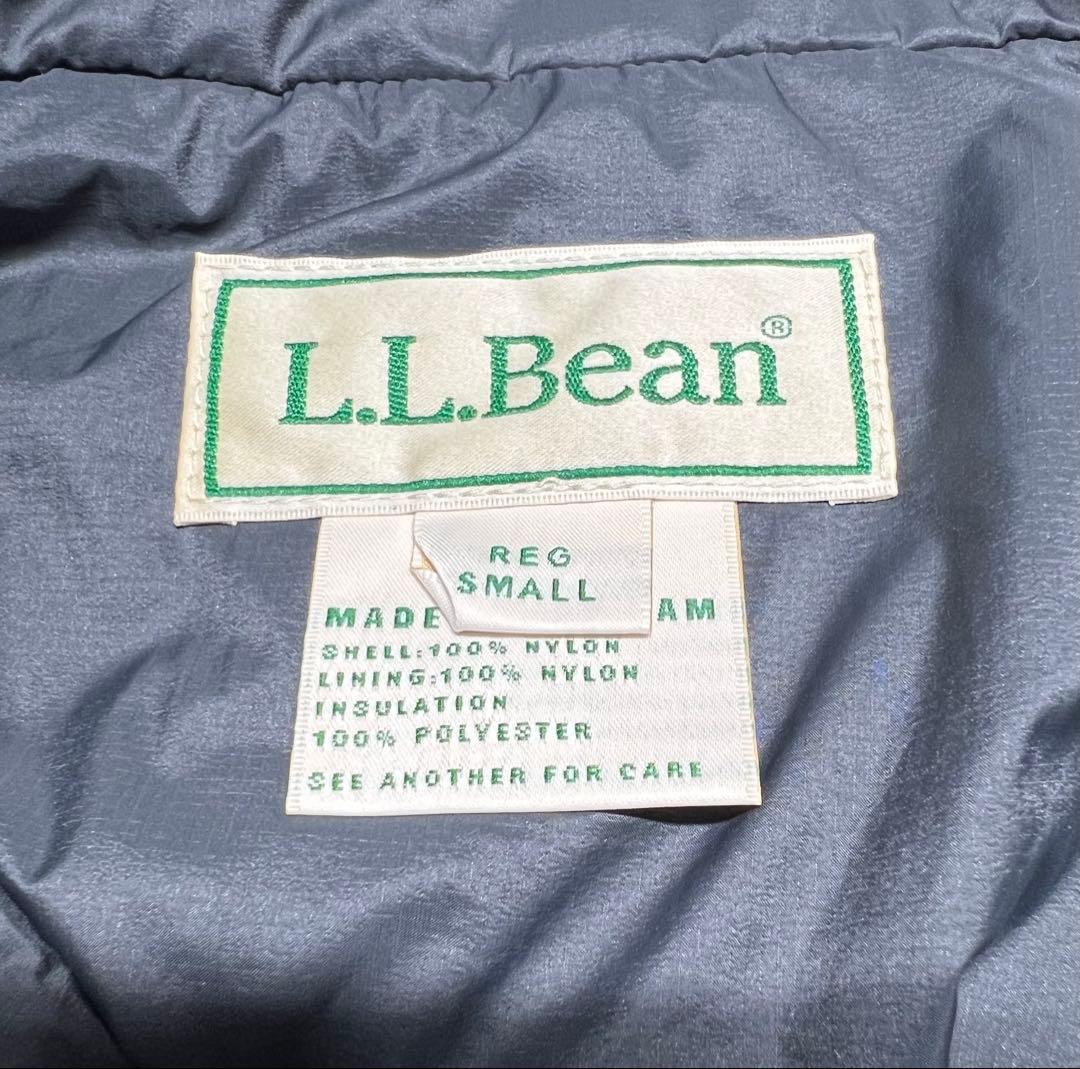 L.L.Bean®
REG
SMALL
MADE AM
SHELL:100% NYLON
LINING:100% NYLON
INSULATION
100% POLYESTER
SEE ANOTHER FOR CARE